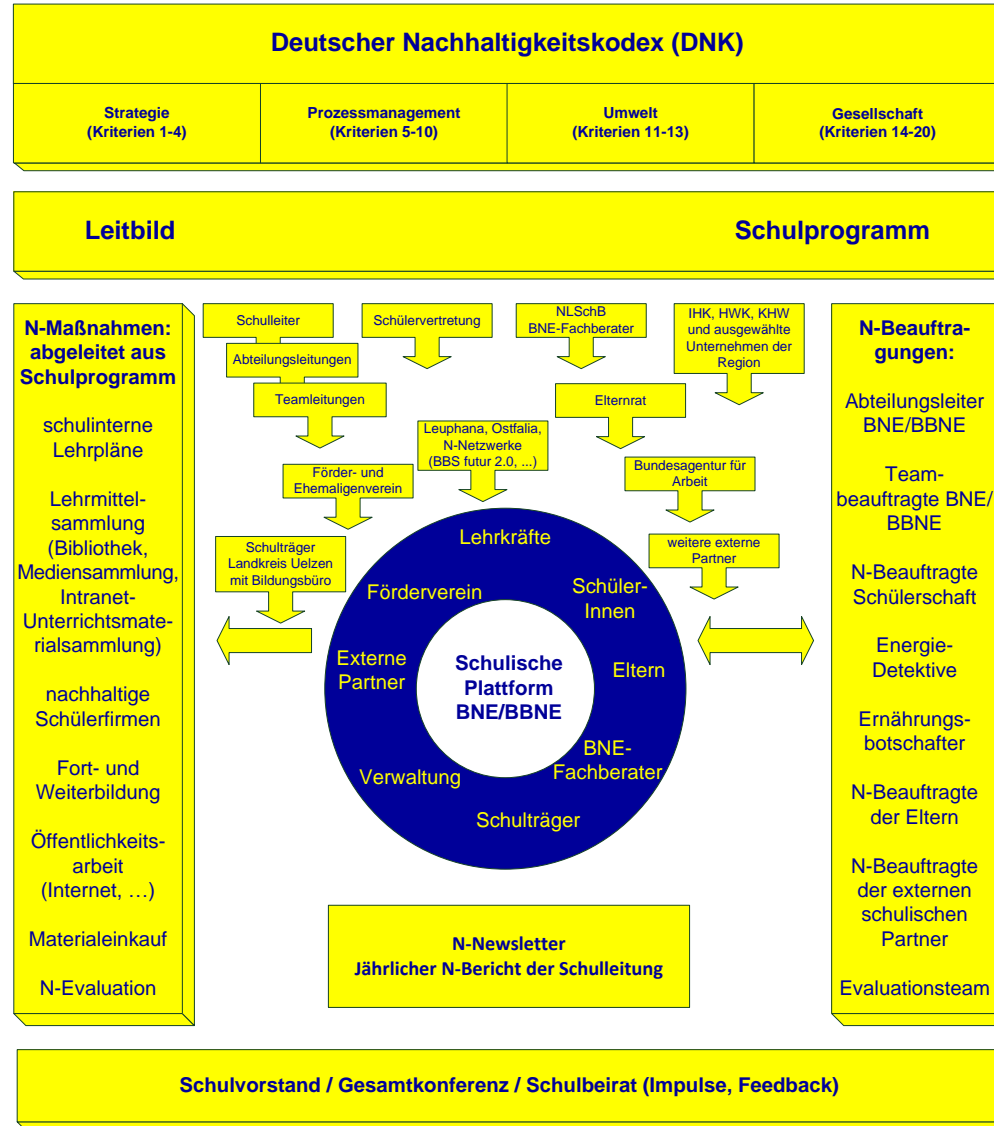 Deutscher Nachhaltigkeitskodex (DNK)
Strategie
(Kriterien 1-4)
Prozessmanagement
(Kriterien 5-10)
Umwelt
(Kriterien 11-13)
Gesellschaft
(Kriterien 14-20)
Leitbild
Schulprogramm
N-Maßnahmen:
abgeleitet aus
Schulprogramm
schulinterne
Lehrpläne
Lehrmittel-
sammlung
(Bibliothek,
Mediensammlung,
Intranet-
Unterrichtsmate-
rialsammlung)
nachhaltige
Schülerfirmen
Fort- und
Weiterbildung
Öffentlichkeits-
arbeit
(Internet, …)
Materialeinkauf
N-Evaluation
Schulleiter
Abteilungsleitungen
Teamleitungen
Schülervertretung
NLSchB
BNE-Fachberater
IHK, HWK, KHW
und ausgewählte
Unternehmen der
Region
Elternrat
Leuphana, Ostfalia,
N-Netzwerke
(BBS futur 2.0, ...)
Förder- und
Ehemaligenverein
Bundesagentur für
Arbeit
Schulträger
Landkreis Uelzen
mit Bildungsbüro
weitere externe
Partner
Lehrkräfte
Schüler-
Innen
Eltern
BNE-
Fachberater
Schulträger
Verwaltung
Externe
Partner
Förderverein
Schulische
Plattform
BNE/BBNE
N-Newsletter
Jährlicher N-Bericht der Schulleitung
N-Beauftra-
gungen:
Abteilungsleiter
BNE/BBNE
Team-
beauftragte BNE/
BBNE
N-Beauftragte
Schülerschaft
Energie-
Detektive
Ernährungs-
botschafter
N-Beauftragte
der Eltern
N-Beauftragte
der externen
schulischen
Partner
Evaluationsteam
Schulvorstand / Gesamtkonferenz / Schulbeirat (Impulse, Feedback)